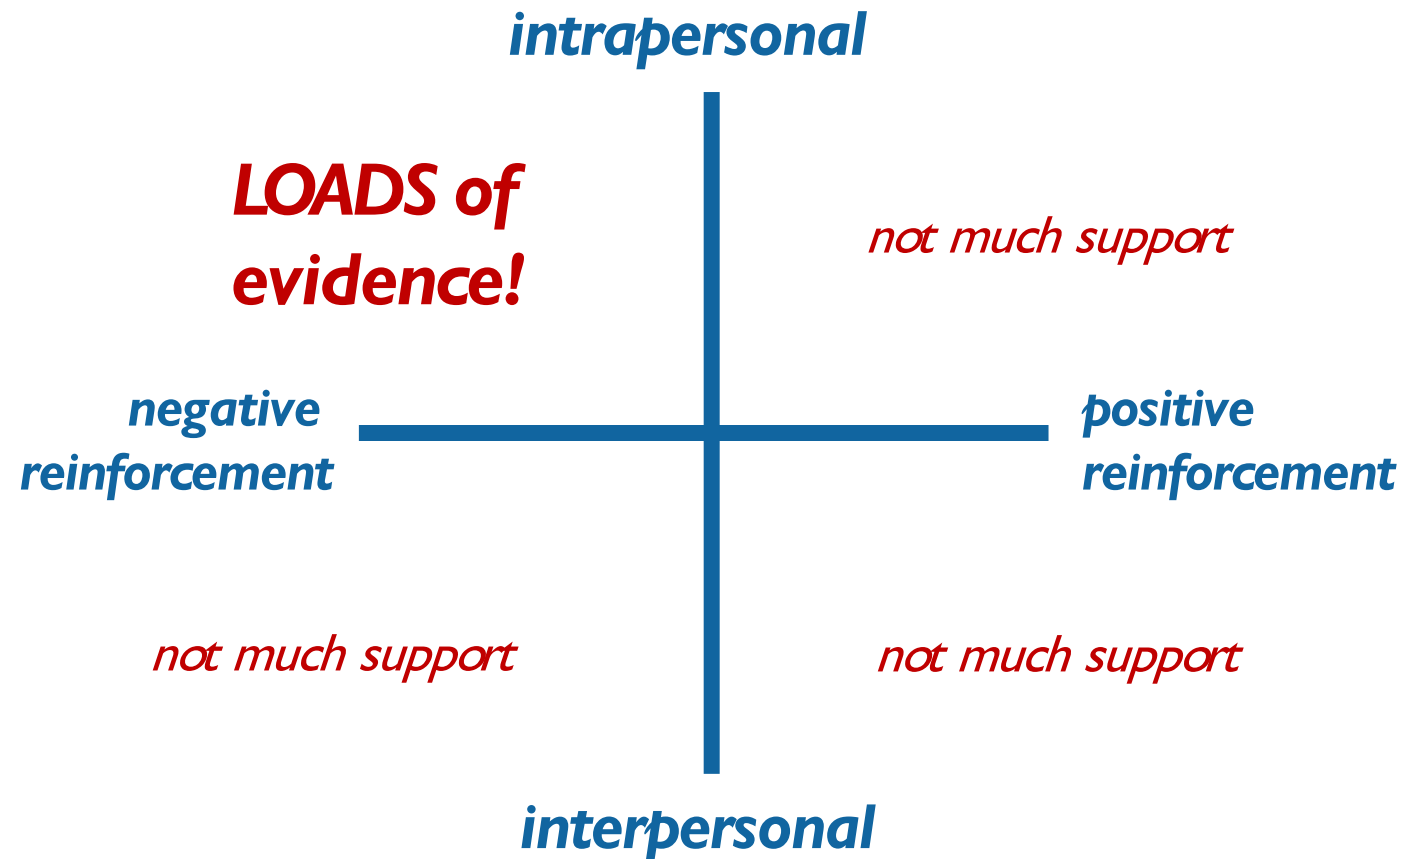 intrapersonal
LOADS of
evidence!
not much support
negative
reinforcement
positive
reinforcement
not much support
not much support
interpersonal